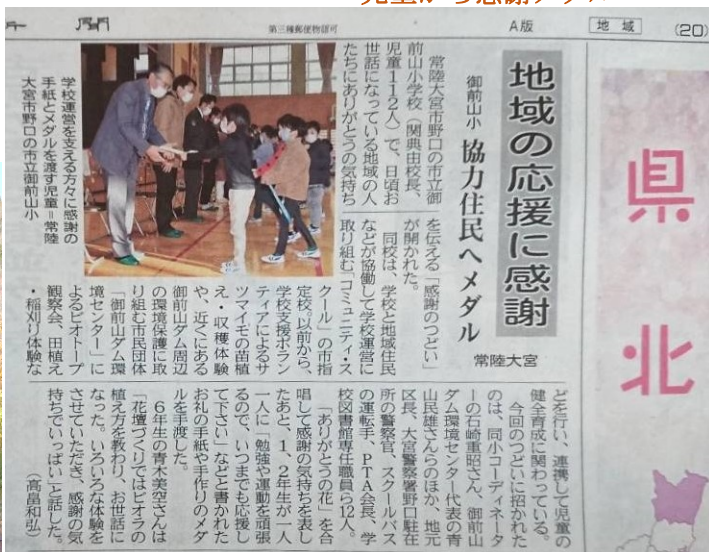 第三種郵便物認可
A版
地域
(20)
県北
地域の応援に感謝
御前山小 協力住民へメダル
常陸大宮
常陸大宮市野口の市立御
前山小学校(関典由校長、
児童112人)で、日頃お
世話になっている地域の人
たちにありがとうの気持ち
を伝える「感謝のつどい」
が開かれた。
同校は、学校と地域住民
などが協働して学校運営に
取り組む「コミュニティ・ス
クール」の市指
定校。以前から、
学校支援ボラン
ティアによるサ
ツマイモの苗植
え・収穫体験
や、近くにある
御前山ダム周辺
の環境保護に取
り組む市民団体
「御前山ダム環
境センター」に
よるビオトープ
観察会、田植え
・稲刈り体験な
どを行い、連携して児童の
健全育成に関わっている。
今回のつどいに招かれた
のは、同小コーディネータ
ーの石崎重昭さん、御前山
ダム環境センター代表の青
山民雄さんらのほか、地元
区長、大宮警察署野口駐在
所の警察官、スクールバス
の運転手、PTA会長、学
校図書館専任職員ら12人。
「ありがとうの花」を合
唱して感謝の気持ちを表し
たあと、1、2年生が一人
一人に「勉強や運動を頑張
るので、いつまでも応援し
て下さい」などと書かれた
お礼の手紙や手作りのメダ
ルを手渡した。
6年生の青木美空さんは
「花壇づくりではビオラの
植え方を教わり、お世話に
なった。いろいろな体験を
させていただき、感謝の気
持ちでいっぱい」と話した。
(高畠和弘)
学校運営を支える方々に感謝の
手紙とメダルを渡す児童=常陸
大宮市野口の市立御前山小